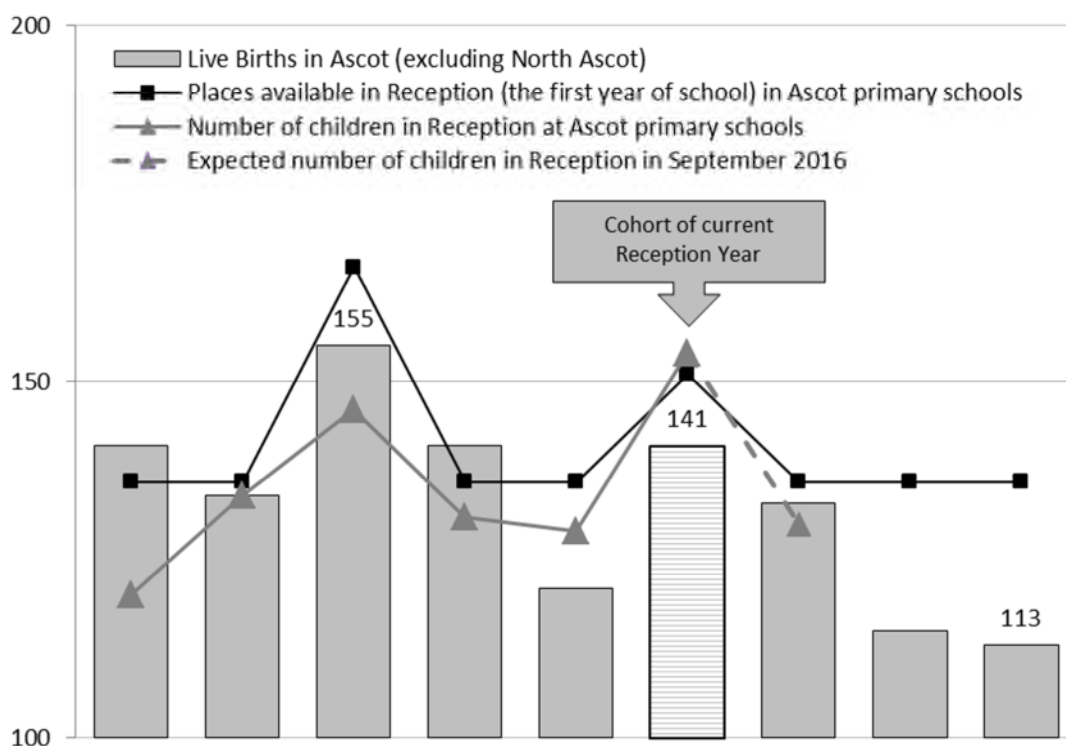 200
Live Births in Ascot (excluding North Ascot)
Places available in Reception (the first year of school) in Ascot primary schools
Number of children in Reception at Ascot primary schools
Expected number of children in Reception in September 2016
Cohort of current
Reception Year
155
150
141
113
100